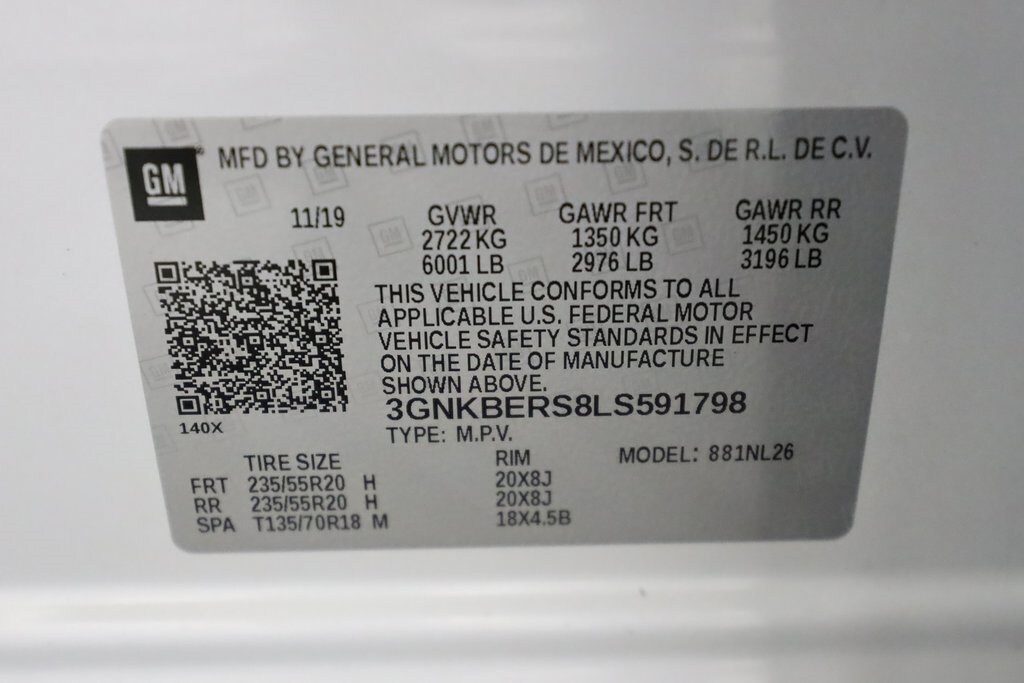 GM
MFD BY GENERAL MOTORS DE MEXICO, S. DE R.L. DE C.V.
11/19 GVWR GAWR FRT GAWR RR
2722 KG 1350 KG 1450 KG
6001 LB 2976 LB 3196 LB
THIS VEHICLE CONFORMS TO ALL
APPLICABLE U.S. FEDERAL MOTOR
VEHICLE SAFETY STANDARDS IN EFFECT
ON THE DATE OF MANUFACTURE
SHOWN ABOVE.
3GNKBERS8LS591798
140X
TYPE: M.P.V.
TIRE SIZE RIM MODEL: 881NL26
FRT 235/55R20 H 20X8J
RR 235/55R20 H 20X8J
SPA T135/70R18 M 18X4.5B